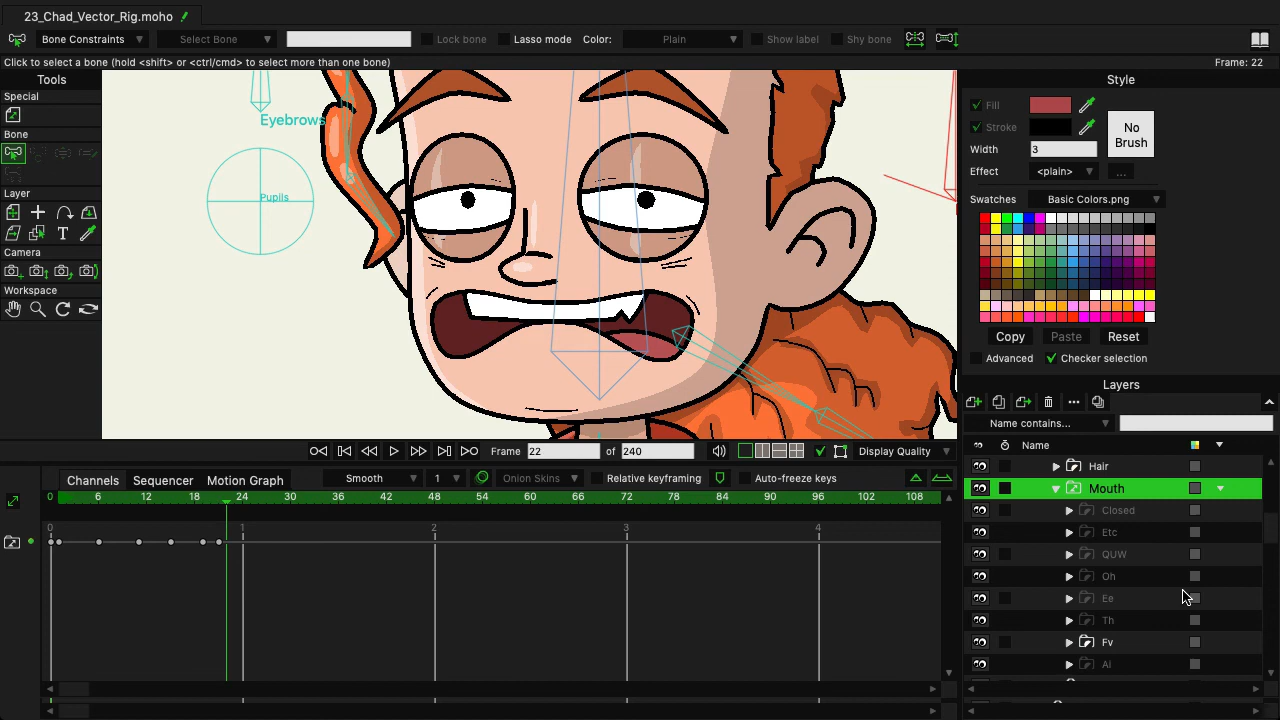 23_Chad_Vector_Rig.moho
Bone Constraints Select Bone Lock bone Lasso mode Color: Plain Show label Shy bone
Click to select a bone (hold <shift> or <ctrl/cmd> to select more than one bone) Frame: 22
Tools
Special
Bone
Layer
T
Camera
Workspace
Eyebrows
Pupils
Style
Fill
Stroke
No
Brush
Width 3
Effect <plain> ...
Swatches Basic Colors.png
Copy Paste Reset
Advanced Checker selection
Layers
Name contains...
Name
Hair
Mouth
Closed
Etc
QUW
Oh
Ee
Th
Fv
AI
Frame 22 of 240 Display Quality
Channels Sequencer Motion Graph Smooth 1 Onion Skins Relative keyframing Auto-freeze keys
0 6 12 18 24 30 36 42 48 54 60 66 72 78 84 90 96 102 108
0 1 2 3 4